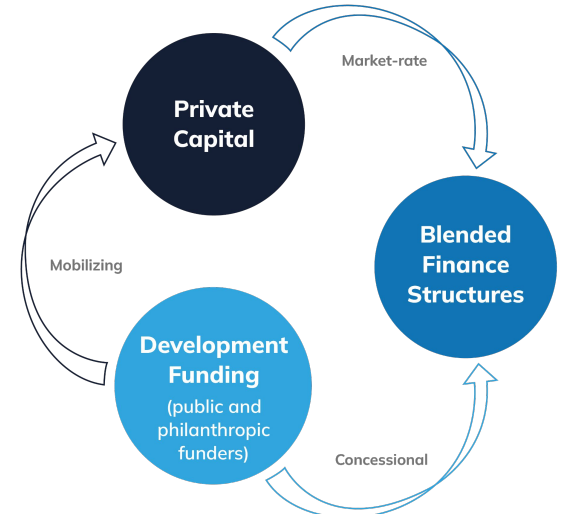 Market-rate
Private
Capital
Blended
Finance
Structures
Mobilizing
Development
Funding
(public and
philanthropic
funders)
Concessional